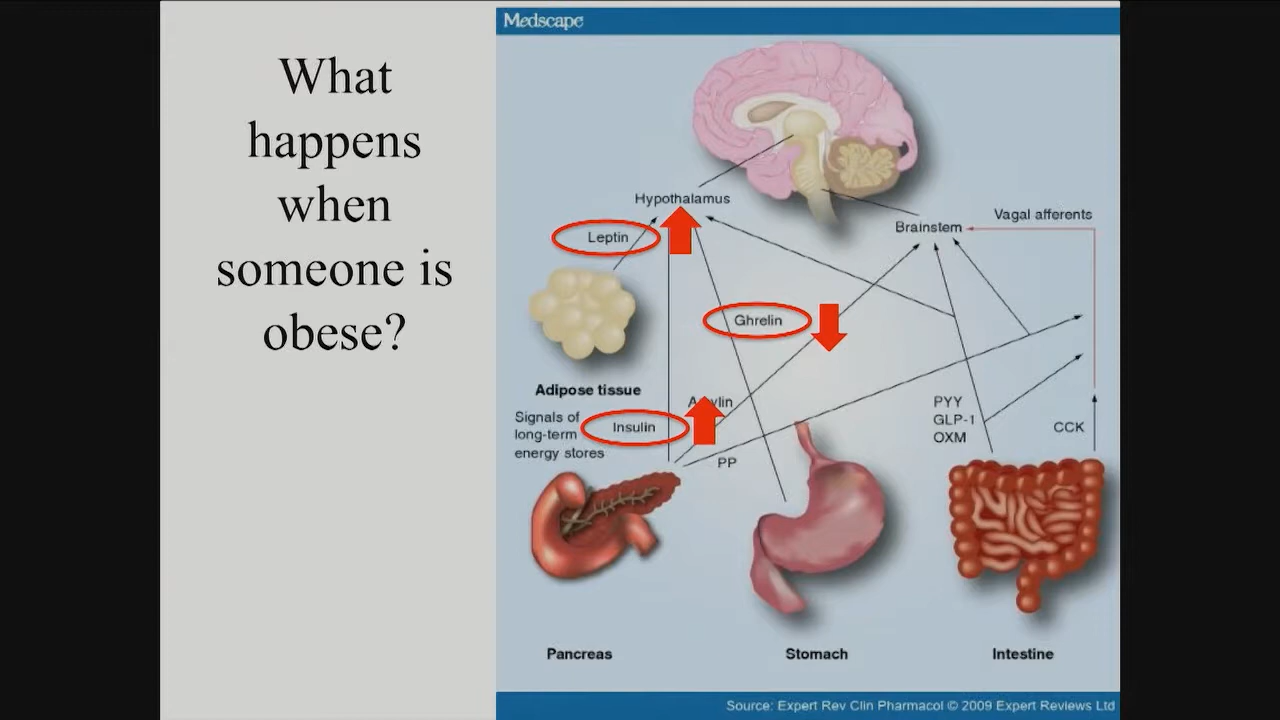 What
happens
when
someone is
obese?
Medscape
Hypothalamus
Leptin
Vagal afferents
Brainstem
Ghrelin
Adipose tissue
Signals of
long-term
energy stores
Insulin
PP
PYY
GLP-1
OXM
CCK
Pancreas
Stomach
Intestine
Source: Expert Rev Clin Pharmacol © 2009 Expert Reviews Ltd